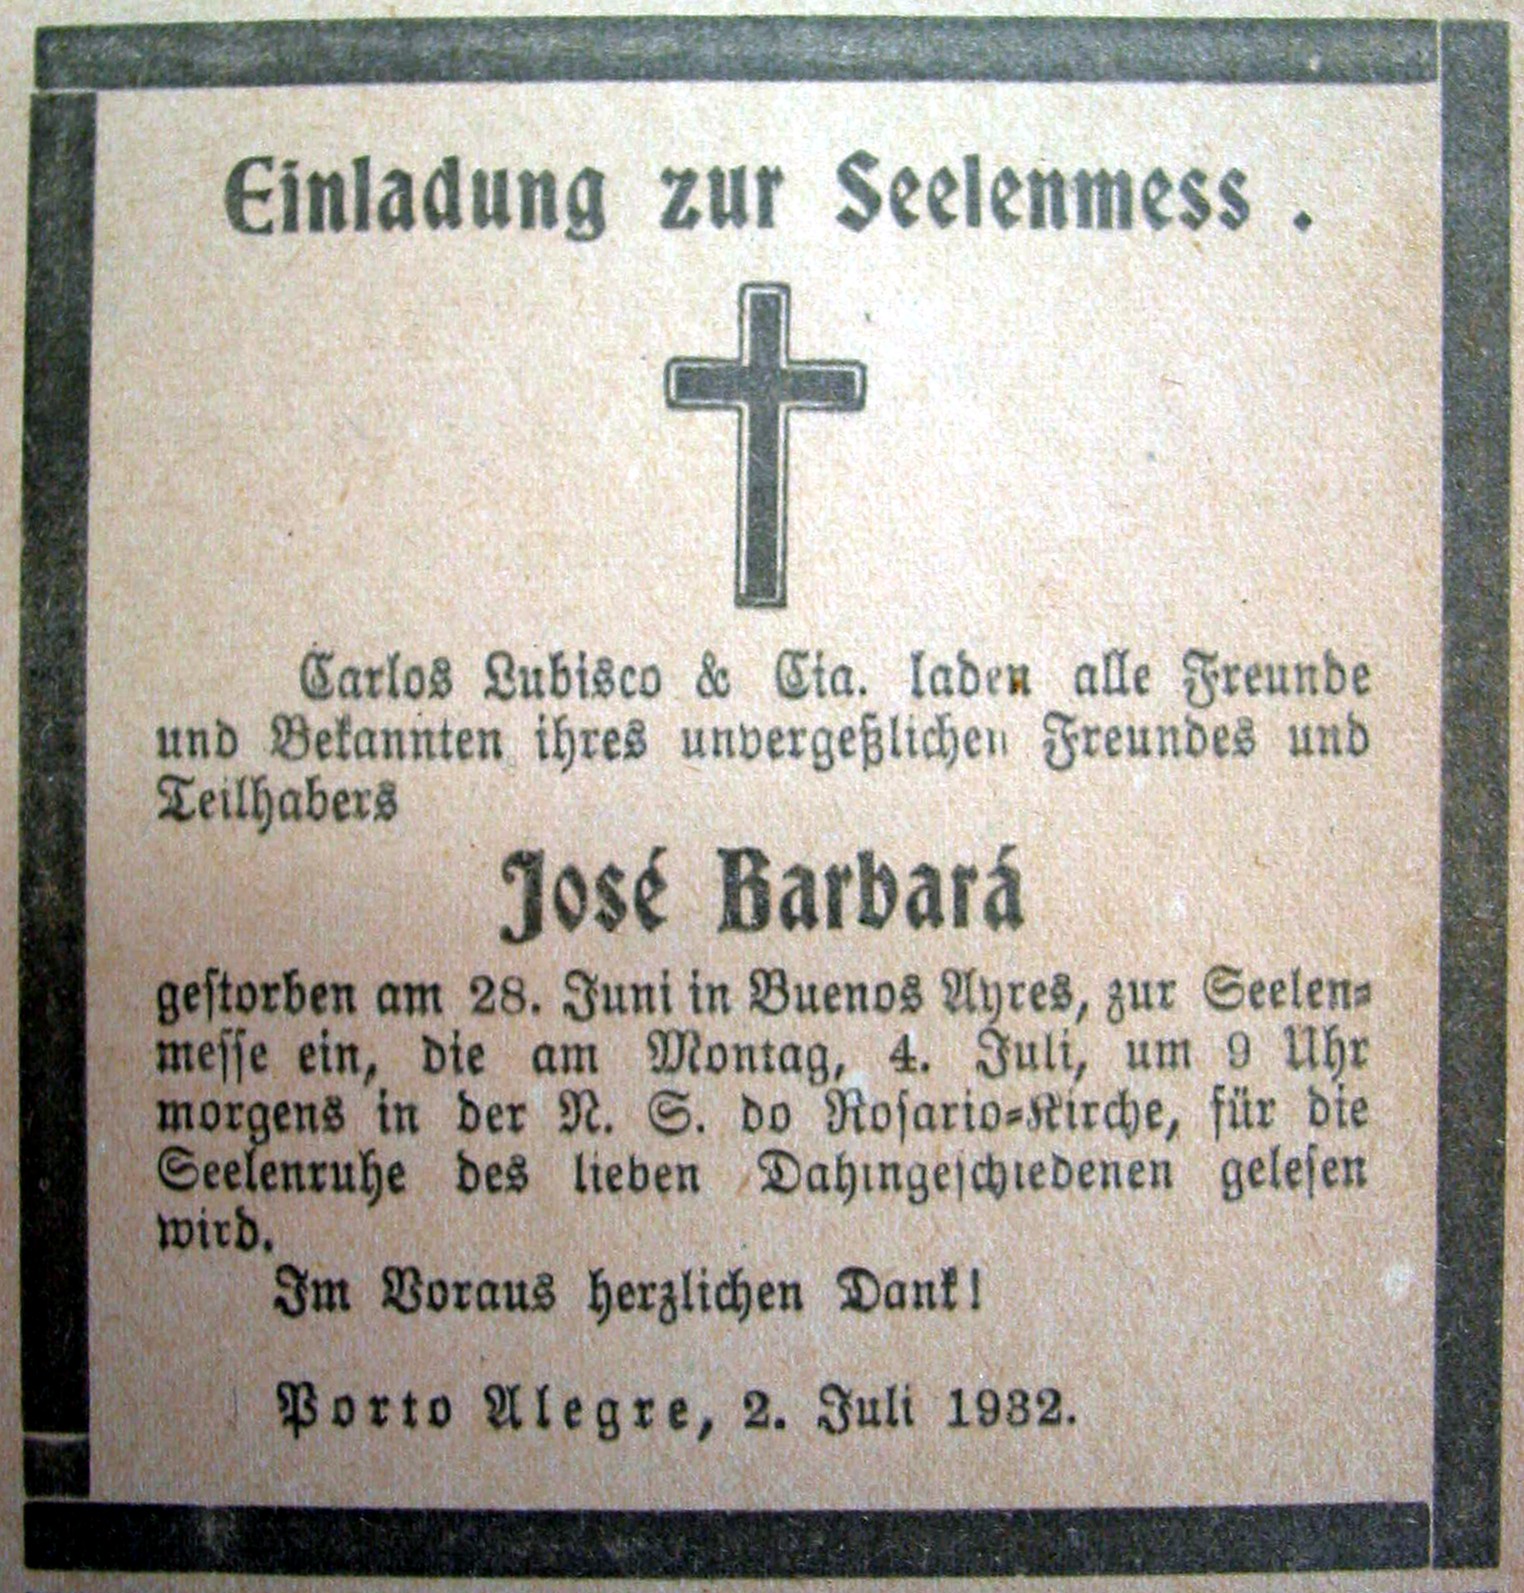 Einladung zur Seelenmess .
Carlos Lubisco & Cia. laden alle Freunde
und Bekannten ihres unvergeßlichen Freundes und
Teilhabers
José Barbará
gestorben am 28. Juni in Buenos Ayres, zur Seelen-
messe ein, die am Montag, 4. Juli, um 9 Uhr
morgens in der N. S. do Rosario-Kirche, für die
Seelenruhe des lieben Dahingeschiedenen gelesen
wird.
Im Voraus herzlichen Dank!
Porto Alegre, 2. Juli 1932.